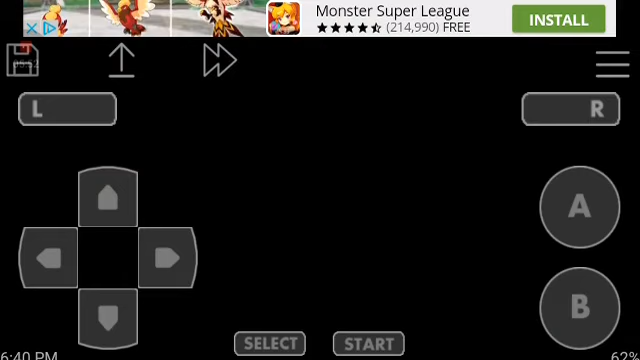 Monster Super League
INSTALL
(214,990) FREE
L
R
A
B
SELECT
START
6:40 PM
62%